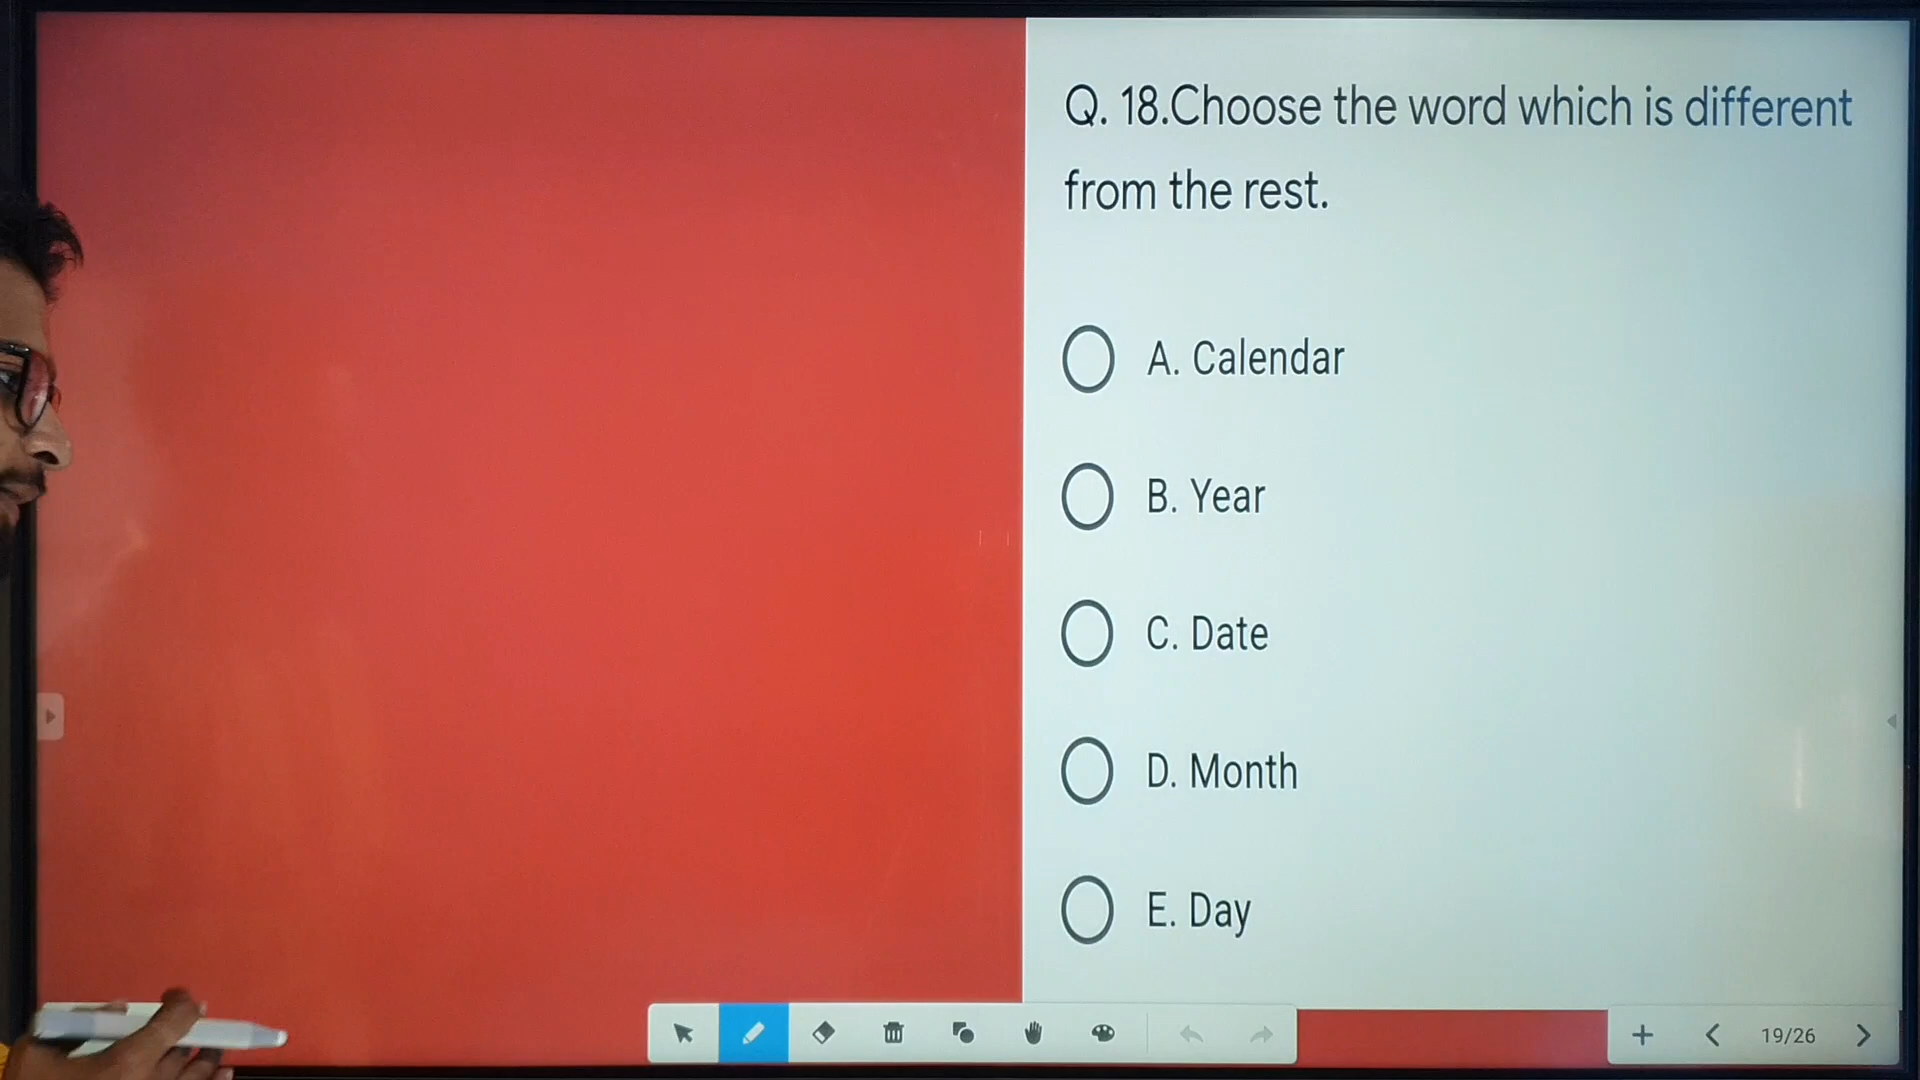 Q. 18.Choose the word which is different
from the rest.
A. Calendar
B. Year
C. Date
D. Month
E. Day
19/26